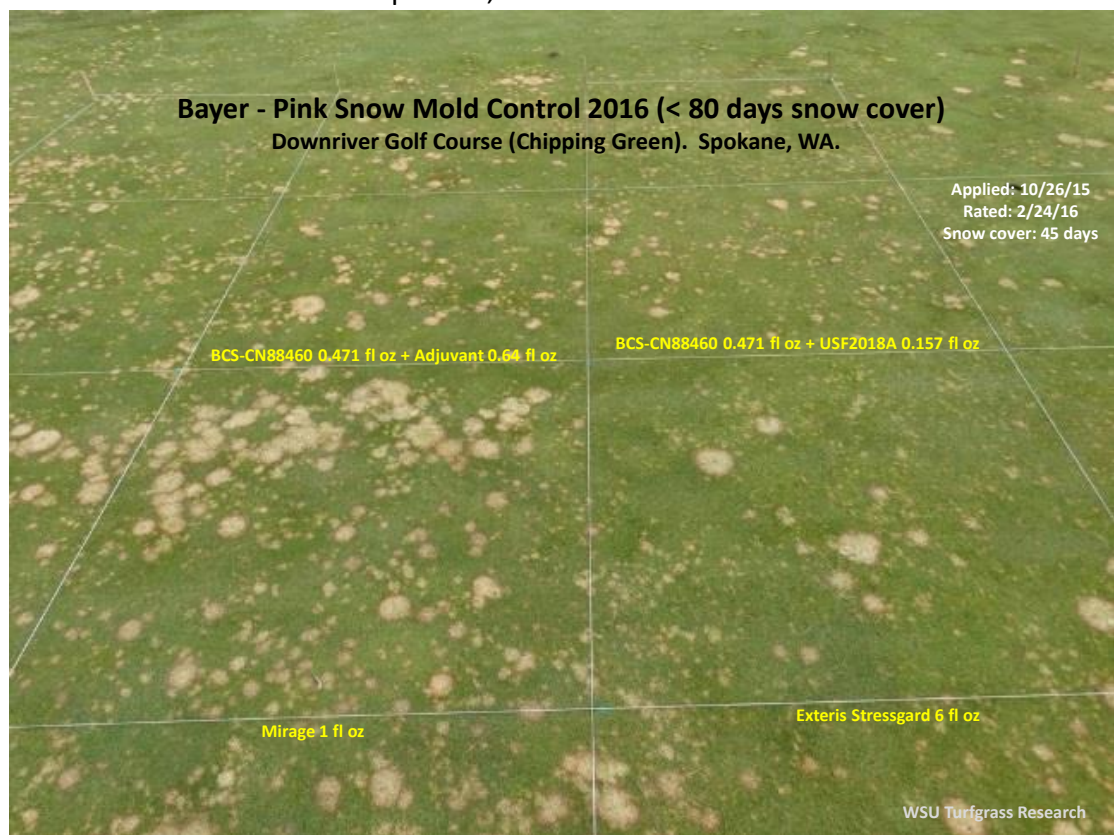 Bayer - Pink Snow Mold Control 2016 (< 80 days snow cover)
Downriver Golf Course (Chipping Green).  Spokane, WA.
Applied: 10/26/15
Rated: 2/24/16
Snow cover: 45 days
BCS-CN88460 0.471 fl oz + Adjuvant 0.64 fl oz
BCS-CN88460 0.471 fl oz + USF2018A 0.157 fl oz
Mirage 1 fl oz
Exteris Stressgard 6 fl oz
WSU Turfgrass Research